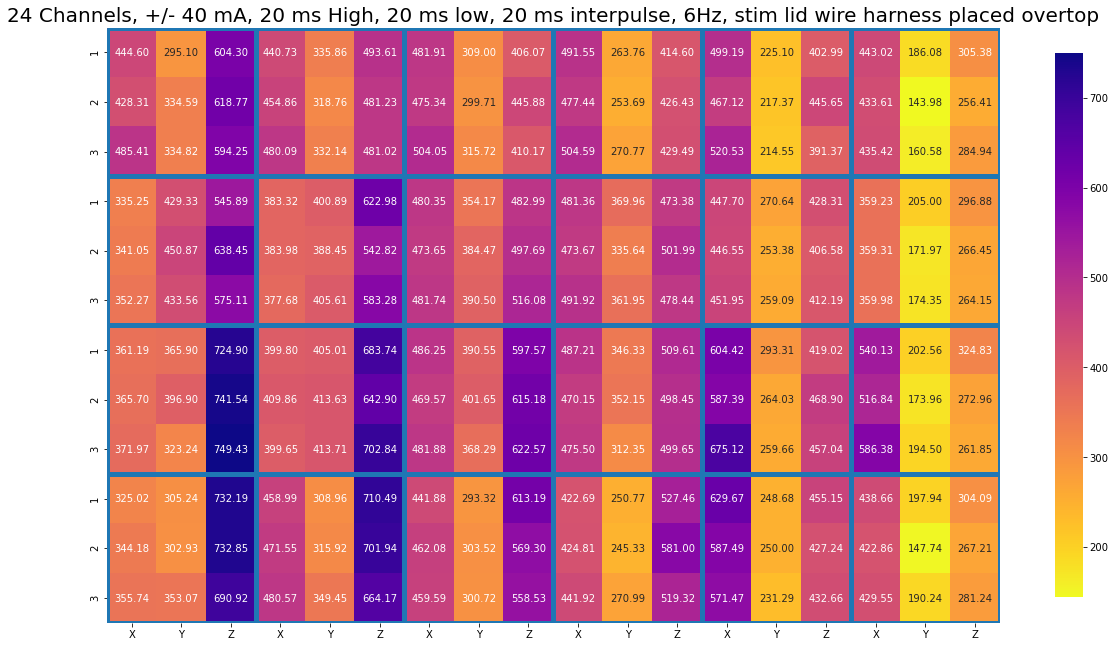 24 Channels, +/- 40 mA, 20 ms High, 20 ms low, 20 ms interpulse, 6Hz, stim lid wire harness placed overtop
1 444.60 295.10 604.30 440.73 335.86 493.61 481.91 309.00 406.07 491.55 263.76 414.60 499.19 225.10 402.99 443.02 186.08 305.38
2 428.31 334.59 618.77 454.86 318.76 481.23 475.34 299.71 445.88 477.44 253.69 426.43 467.12 217.37 445.65 433.61 143.98 256.41
3 485.41 334.82 594.25 480.09 332.14 481.02 504.05 315.72 410.17 504.59 270.77 429.49 520.53 214.55 391.37 435.42 160.58 284.94
1 335.25 429.33 545.89 383.32 400.89 622.98 480.35 354.17 482.99 481.36 369.96 473.38 447.70 270.64 428.31 359.23 205.00 296.88
2 341.05 450.87 638.45 383.98 388.45 542.82 473.65 384.47 497.69 473.67 335.64 501.99 446.55 253.38 406.58 359.31 171.97 266.45
3 352.27 433.56 575.11 377.68 405.61 583.28 481.74 390.50 516.08 491.92 361.95 478.44 451.95 259.09 412.19 359.98 174.35 264.15
1 361.19 365.90 724.90 399.80 405.01 683.74 486.25 390.55 597.57 487.21 346.33 509.61 604.42 293.31 419.02 540.13 202.56 324.83
2 365.70 396.90 741.54 409.86 413.63 642.90 469.57 401.65 615.18 470.15 352.15 498.45 587.39 264.03 468.90 516.84 173.96 272.96
3 371.97 323.24 749.43 399.65 413.71 702.84 481.88 368.29 622.57 475.50 312.35 499.65 675.12 259.66 457.04 586.38 194.50 261.85
1 325.02 305.24 732.19 458.99 308.96 710.49 441.88 293.32 613.19 422.69 250.77 527.46 629.67 248.68 455.15 438.66 197.94 304.09
2 344.18 302.93 732.85 471.55 315.92 701.94 462.08 303.52 569.30 424.81 245.33 581.00 587.49 250.00 427.24 422.86 147.74 267.21
3 355.74 353.07 690.92 480.57 349.45 664.17 459.59 300.72 558.53 441.92 270.99 519.32 571.47 231.29 432.66 429.55 190.24 281.24
X Y Z X Y Z X Y Z X Y Z X Y Z X Y Z
700
600
500
400
300
200